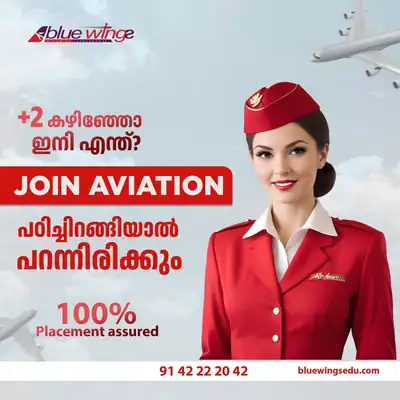 blue wings
+2 കഴിഞ്ഞോ
ഇനി എന്ത്?
JOIN AVIATION
പഠിച്ചിറങ്ങിയാൽ
പറന്നിരിക്കും
100%
Placement assured
91 42 22 20 42
bluewingsedu.com